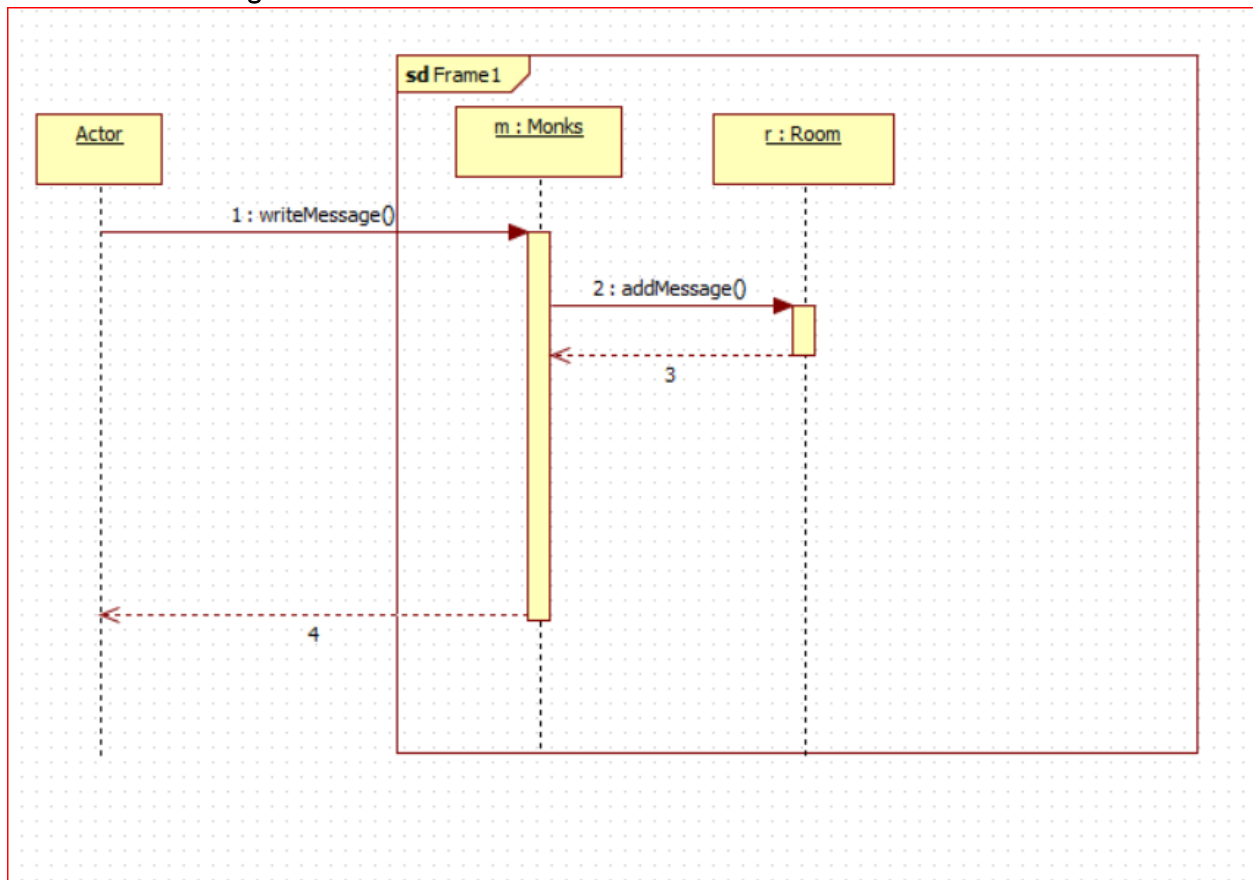 sd Frame1
Actor
m : Monks
r : Room
1 : writeMessage()
2 : addMessage()
3
4